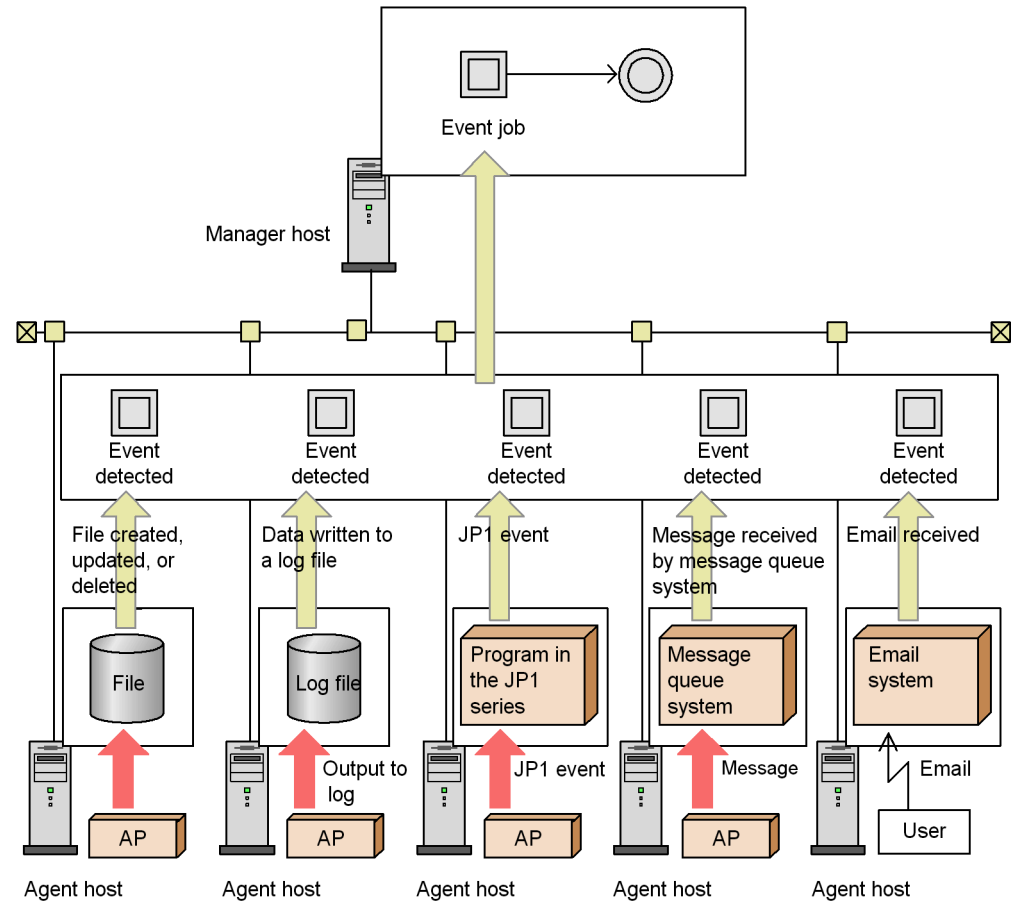 Event job
Manager host
Event
detected
Event
detected
Event
detected
Event
detected
Event
detected
File created,
updated, or
deleted
Data written to
a log file
JP1 event
Message received
by message queue
system
Email received
File
Log file
Program in
the JP1
series
Message
queue
system
Email
system
Output to
log
JP1 event
Message
Email
AP
AP
AP
AP
User
Agent host
Agent host
Agent host
Agent host
Agent host